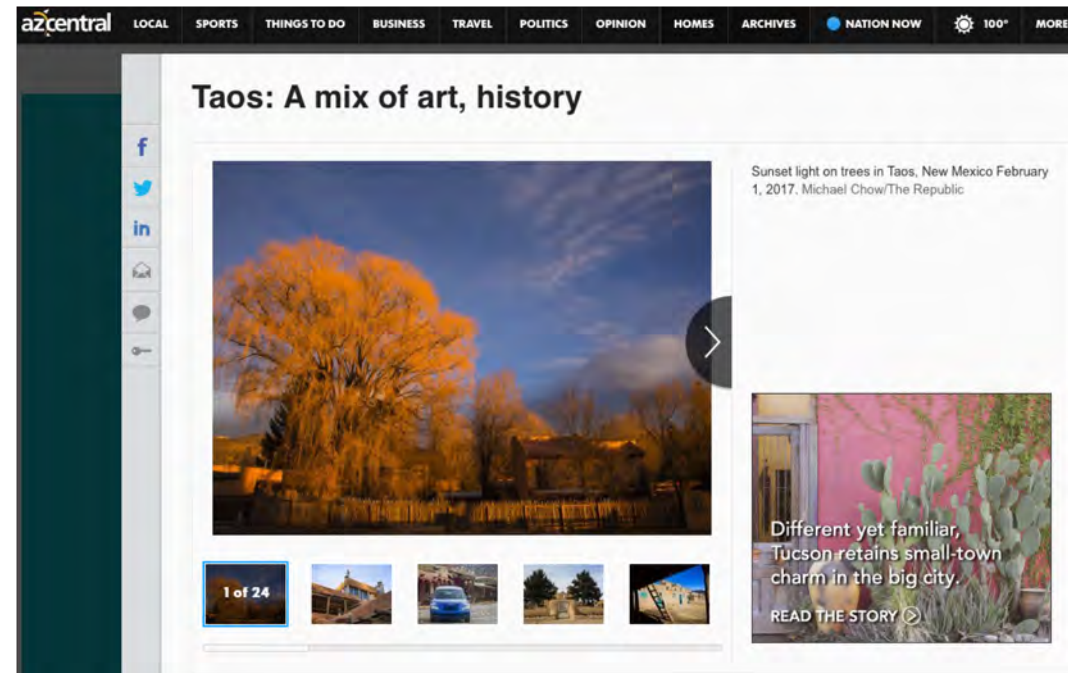 azcentral LOCAL SPORTS THINGS TO DO BUSINESS TRAVEL POLITICS OPINION HOMES ARCHIVES NATION NOW 100° MORE
Taos: A mix of art, history
f
in
Sunset light on trees in Taos, New Mexico February
1, 2017. Michael Chow/The Republic
1 of 24
Different yet familiar,
Tucson retains small-town
charm in the big city.
READ THE STORY